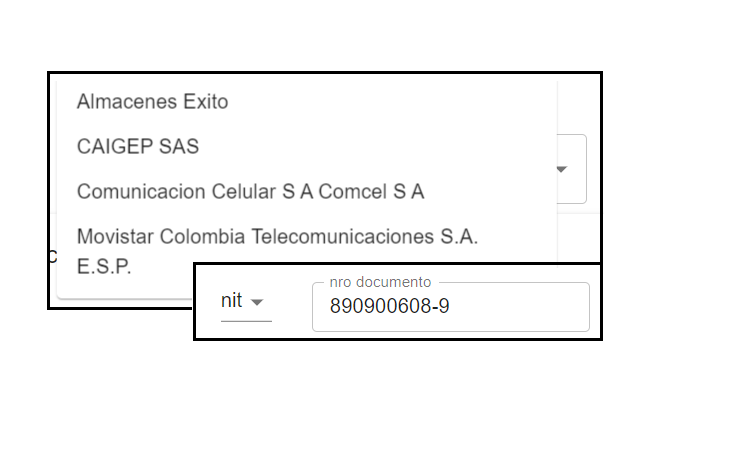 Almacenes Exito
CAIGEP SAS
Comunicacion Celular S A Comcel S A
Movistar Colombia Telecomunicaciones S.A.
E.S.P.
nit
nro documento
890900608-9